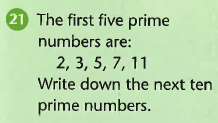 21 The first five prime
numbers are:
2, 3, 5, 7, 11
Write down the next ten
prime numbers.